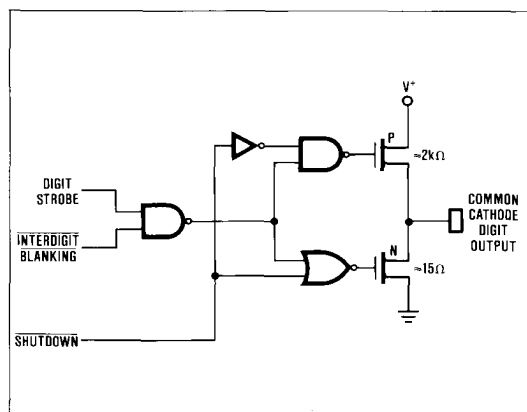 V+
P
≈2kΩ
DIGIT
STROBE
COMMON
CATHODE
DIGIT
OUTPUT
INTERDIGIT
BLANKING
N
≈15Ω
SHUTDOWN